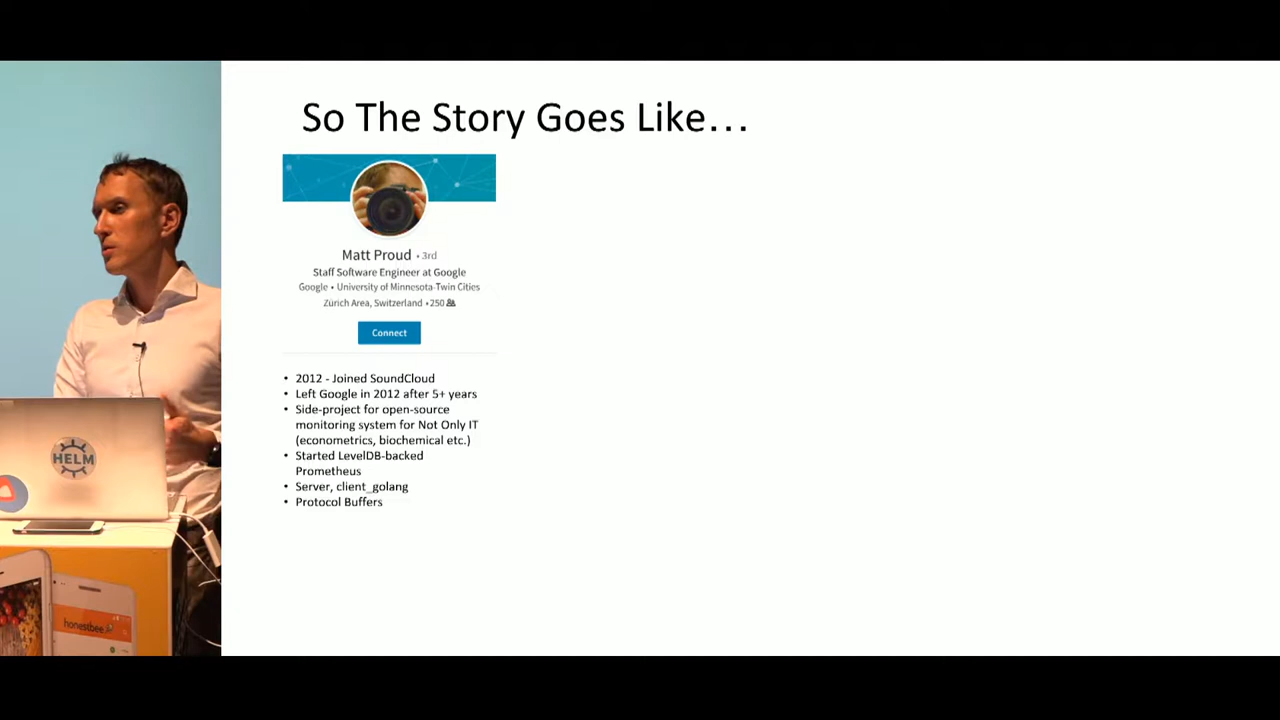 So The Story Goes Like…
Matt Proud • 3rd
Staff Software Engineer at Google
Google • University of Minnesota-Twin Cities
Zürich Area, Switzerland • 250
Connect
• 2012 - Joined SoundCloud
• Left Google in 2012 after 5+ years
• Side-project for open-source
monitoring system for Not Only IT
(econometrics, biochemical etc.)
• Started LevelDB-backed
Prometheus
• Server, client_golang
• Protocol Buffers
HELM
honestbee